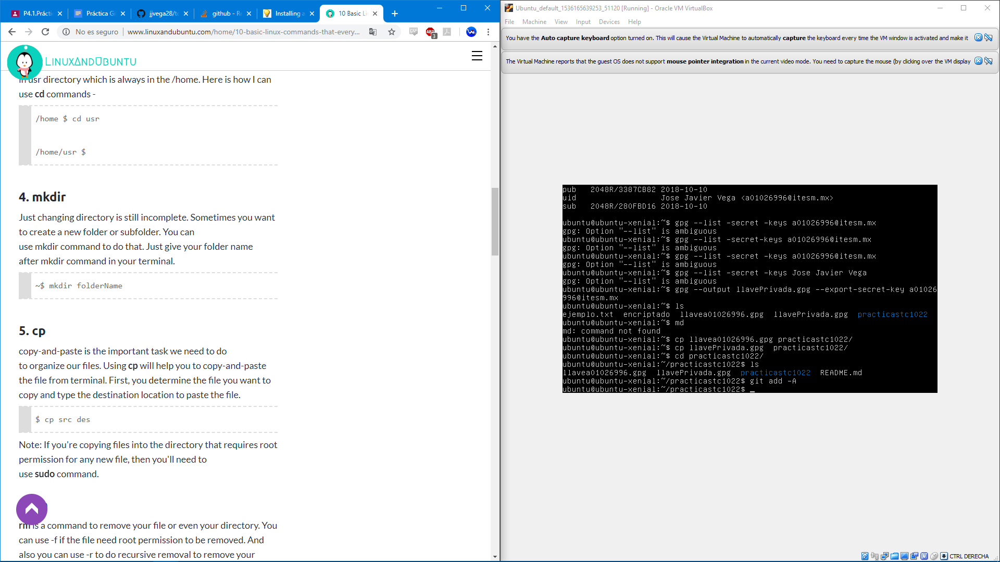 P4.1.Prácti
Práctica Gi
jjvega28/tc
github - Re
Installing a
10 Basic Li
No es seguro
www.linuxandubuntu.com/home/10-basic-linux-commands-that-every...
ABP
3
LINUXANDUBUNTU
in usr directory which is always in the /home. Here is how I can
use cd commands -
/home $ cd usr
/home/usr $
4. mkdir
Just changing directory is still incomplete. Sometimes you want
to create a new folder or subfolder. You can
use mkdir command to do that. Just give your folder name
after mkdir command in your terminal.
~$ mkdir folderName
5. cp
copy-and-paste is the important task we need to do
to organize our files. Using cp will help you to copy-and-paste
the file from terminal. First, you determine the file you want to
copy and type the destination location to paste the file.
$ cp src des
Note: If you're copying files into the directory that requires root
permission for any new file, then you'll need to
use sudo command.
rm is a command to remove your file or even your directory. You
can use -f if the file need root permission to be removed. And
also you can use -r to do recursive removal to remove your
Ubuntu_default_1536165639253_51120 [Running] - Oracle VM VirtualBox
File Machine View Input Devices Help
You have the Auto capture keyboard option turned on. This will cause the Virtual Machine to automatically capture the keyboard every time the VM window is activated and make it
The Virtual Machine reports that the guest OS does not support mouse pointer integration in the current video mode. You need to capture the mouse (by clicking over the VM display
pub   2048R/3387CB82 2018-10-10
uid                  Jose Javier Vega <a01026996@itesm.mx>
sub   2048R/280FBD16 2018-10-10
ubuntu@ubuntu-xenial:~$ gpg --list -secret -keys a01026996@itesm.mx
gpg: Option "--list" is ambiguous
ubuntu@ubuntu-xenial:~$ gpg --list -secret-keys a01026996@itesm.mx
gpg: Option "--list" is ambiguous
ubuntu@ubuntu-xenial:~$ gpg --list -secret -keys a01026996@itesm.mx
gpg: Option "--list" is ambiguous
ubuntu@ubuntu-xenial:~$ gpg --list -secret -keys Jose Javier Vega
gpg: Option "--list" is ambiguous
ubuntu@ubuntu-xenial:~$ gpg --output llavePrivada.gpg --export-secret-key a01026
996@itesm.mx
ubuntu@ubuntu-xenial:~$ ls
ejemplo.txt  encriptado  llavea01026996.gpg  llavePrivada.gpg  practicastc1022
ubuntu@ubuntu-xenial:~$ md
md: command not found
ubuntu@ubuntu-xenial:~$ cp llavea01026996.gpg practicastc1022/
ubuntu@ubuntu-xenial:~$ cp llavePrivada.gpg  practicastc1022/
ubuntu@ubuntu-xenial:~$ cd practicastc1022/
ubuntu@ubuntu-xenial:~/practicastc1022$ ls
llavea01026996.gpg  llavePrivada.gpg  practicastc1022  README.md
ubuntu@ubuntu-xenial:~/practicastc1022$ git add -A
ubuntu@ubuntu-xenial:~/practicastc1022$ _
CTRL DERECHA